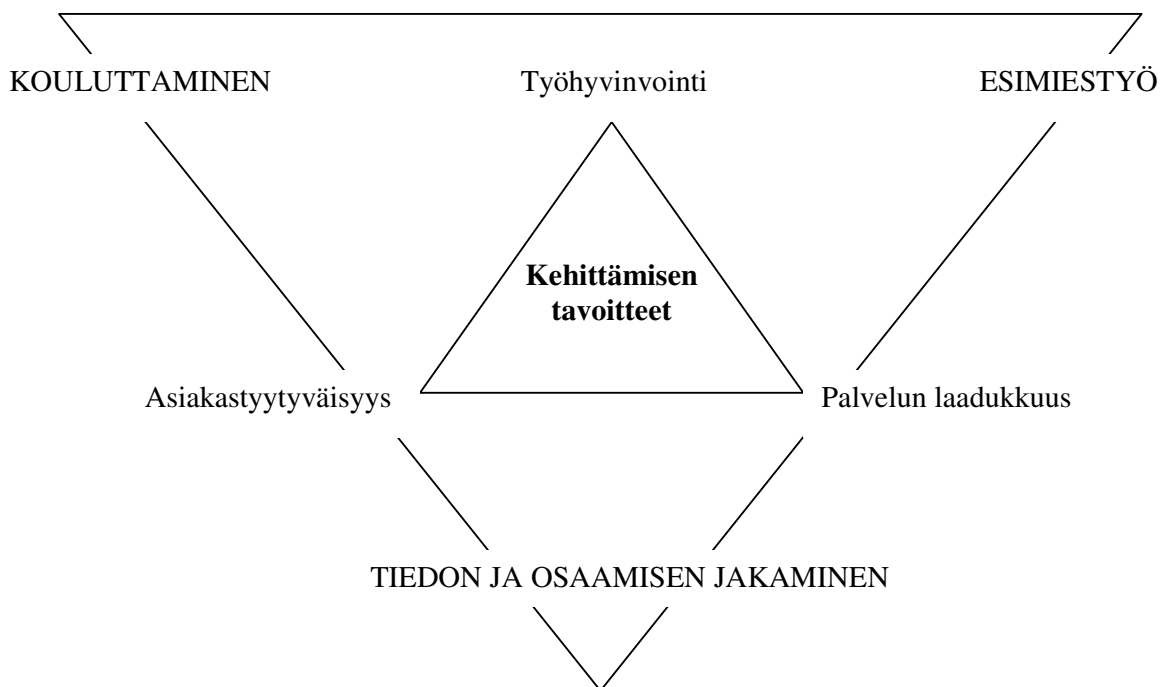 KOULUTTAMINEN Työhyvinvointi ESIMIESTYÖ
Kehittämisen
tavoitteet
Asiakastyytyväisyys Palvelun laadukkuus
TIEDON JA OSAAMISEN JAKAMINEN